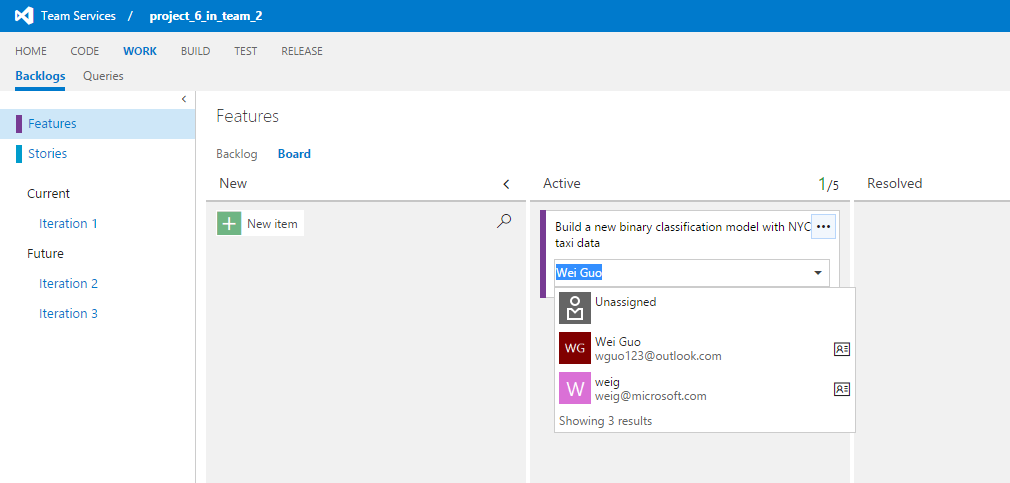 Team Services / project_6_in_team_2
HOME CODE WORK BUILD TEST RELEASE
Backlogs Queries
Features
Stories
Current
Iteration 1
Future
Iteration 2
Iteration 3
Features
Backlog Board
New
Active 1/5
Resolved
New item
Build a new binary classification model with NYC
taxi data
Wei Guo
Unassigned
WG
Wei Guo
wguo123@outlook.com
W
weig
weig@microsoft.com
Showing 3 results